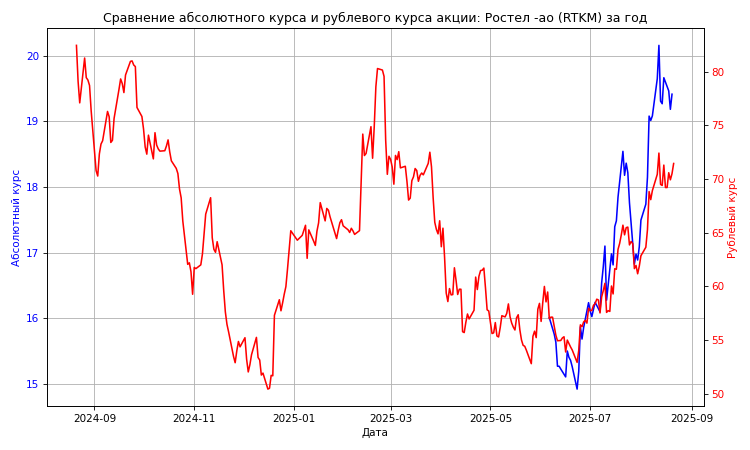 Сравнение абсолютного курса и рублевого курса акции: Ростел -ао (RTKM) за год
Абсолютный курс
20
19
18
17
16
15
80
75
70
65
60
55
50
Рублевый курс
2024-09 2024-11 2025-01 2025-03 2025-05 2025-07 2025-09
Дата